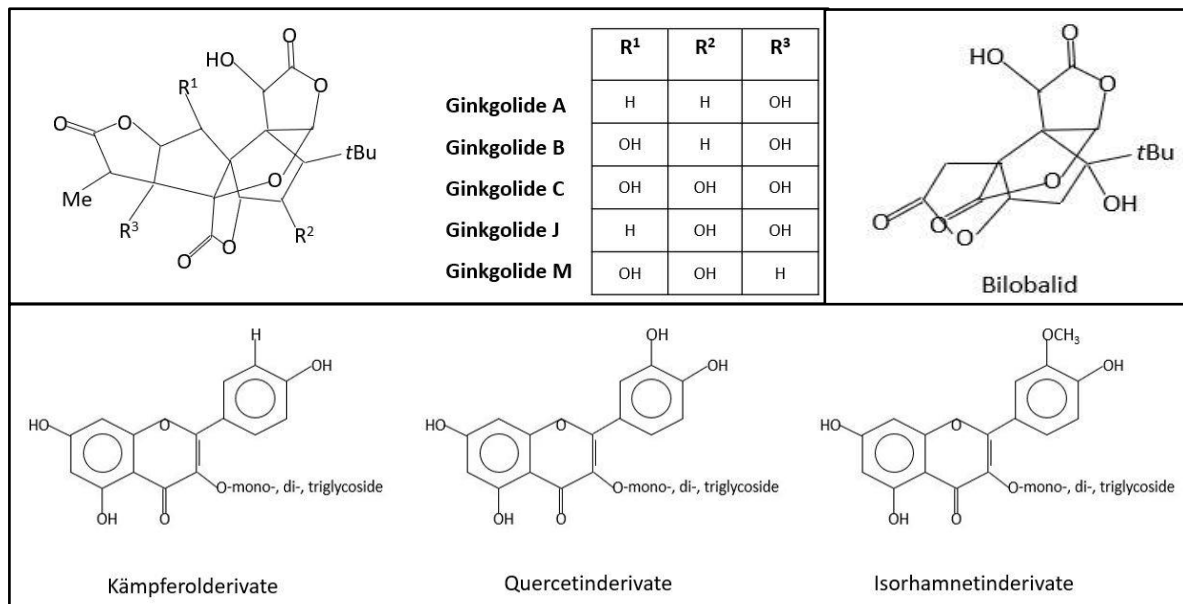 O
HO
O
R¹
O
O
tBu
O
Me
R³
O
O
R²
R¹ R² R³
Ginkgolide A H H OH
Ginkgolide B OH H OH
Ginkgolide C OH OH OH
Ginkgolide J H OH OH
Ginkgolide M OH OH H
O
HO
O
tBu
O
OH
O
O
O
Bilobalid
H
OH
HO
O
O-mono-, di-, triglycoside
OH
O
Kämpferolderivate
OH
OH
HO
O
O-mono-, di-, triglycoside
OH
O
Quercetinderivate
OCH₃
OH
HO
O
O-mono-, di-, triglycoside
OH
O
Isorhamnetinderivate